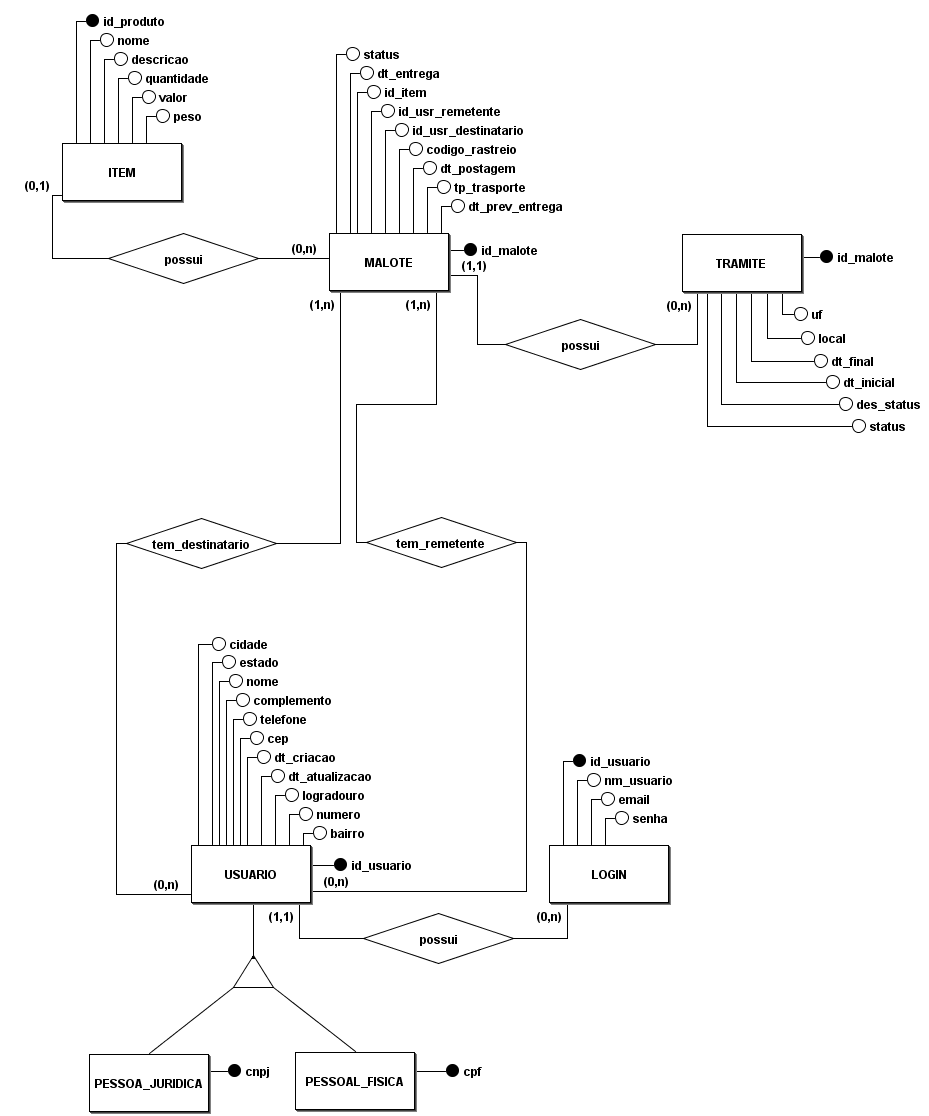 id_produto
nome
descricao
quantidade
valor
peso
ITEM
(0,1)
possui
(0,n)
status
dt_entrega
id_item
id_usr_remetente
id_usr_destinatario
codigo_rastreio
dt_postagem
tp_trasporte
dt_prev_entrega
MALOTE
id_malote
(1,1)
(1,n)
(1,n)
possui
TRAMITE
id_malote
(0,n)
uf
local
dt_final
dt_inicial
des_status
status
tem_destinatario
tem_remetente
cidade
estado
nome
complemento
telefone
cep
dt_criacao
dt_atualizacao
logradouro
numero
bairro
USUARIO
id_usuario
(0,n)
(0,n)
(1,1)
possui
(0,n)
id_usuario
nm_usuario
email
senha
LOGIN
PESSOA_JURIDICA
cnpj
PESSOAL_FISICA
cpf